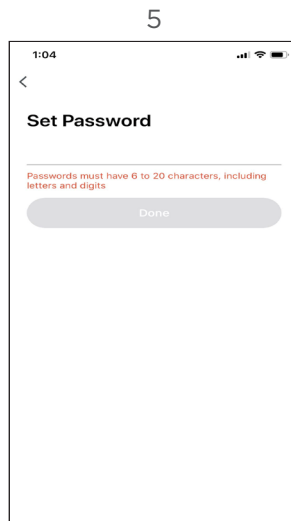 5
1:04
Set Password
Passwords must have 6 to 20 characters, including
letters and digits
Done